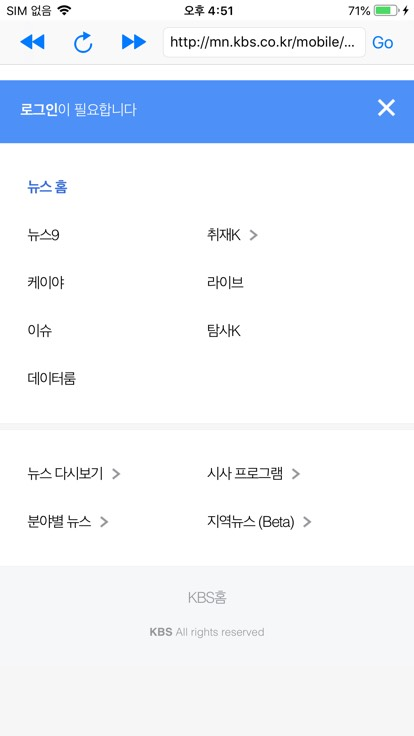 SIM 없음 오후 4:51 71%
http://mn.kbs.co.kr/mobile/... Go
로그인이 필요합니다
뉴스 홈
뉴스9 취재K
케이야 라이브
이슈 탐사K
데이터룸
뉴스 다시보기 시사 프로그램
분야별 뉴스 지역뉴스 (Beta)
KBS홈
KBS All rights reserved